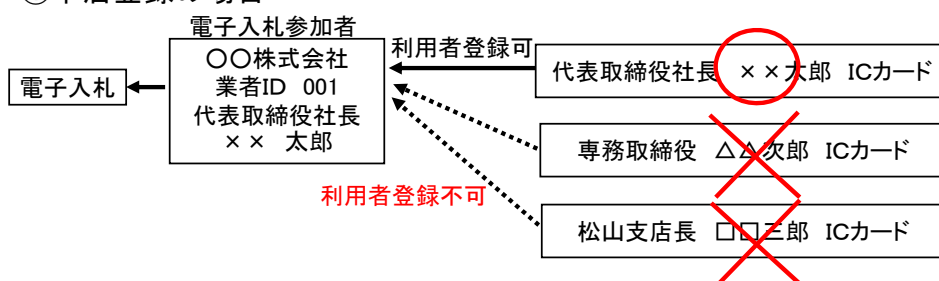 電子入札参加者
〇〇株式会社
業者ID 001
代表取締役社長
×× 太郎
電子入札
利用者登録可
代表取締役社長 ××太郎 ICカード
専務取締役 △△次郎 ICカード
利用者登録不可
松山支店長 □□三郎 ICカード